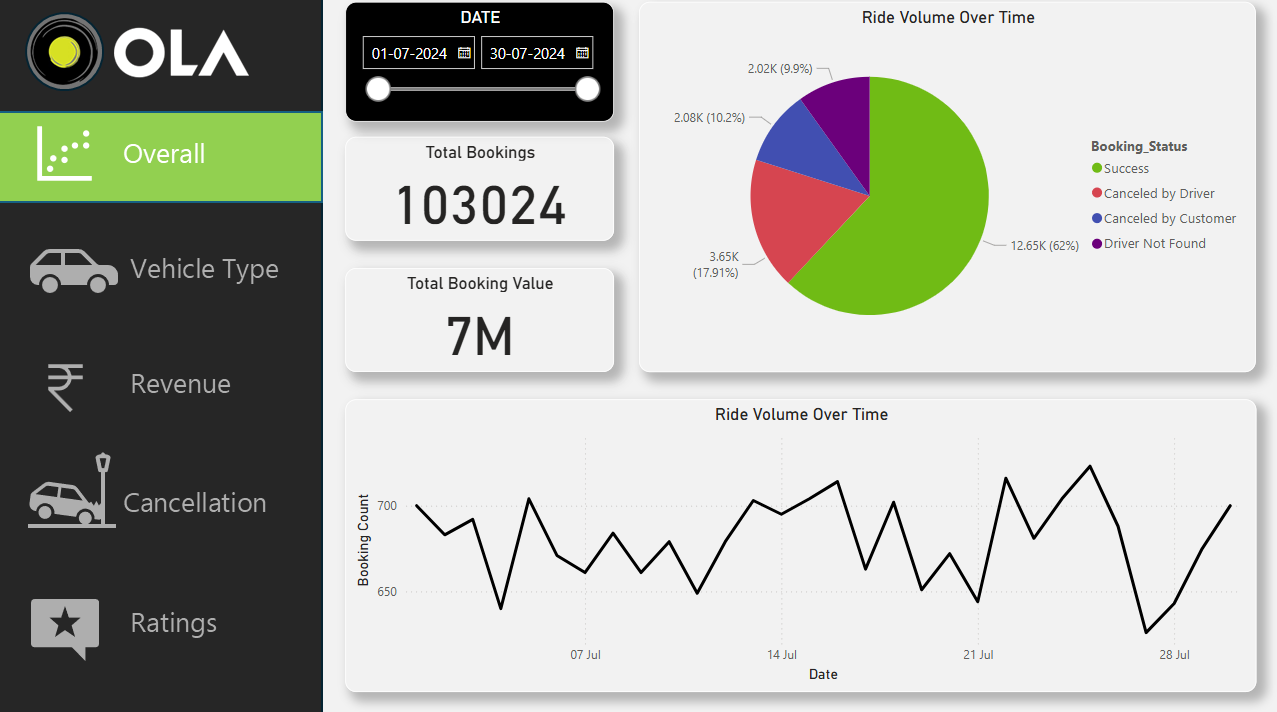 OLA
Overall
Vehicle Type
Revenue
Cancellation
Ratings
DATE
01-07-2024
30-07-2024
Total Bookings
103024
Total Booking Value
7M
Ride Volume Over Time
2.02K (9.9%)
2.08K (10.2%)
3.65K
(17.91%)
12.65K (62%)
Booking_Status
Success
Canceled by Driver
Canceled by Customer
Driver Not Found
Ride Volume Over Time
Booking Count
700
650
07 Jul
14 Jul
21 Jul
28 Jul
Date